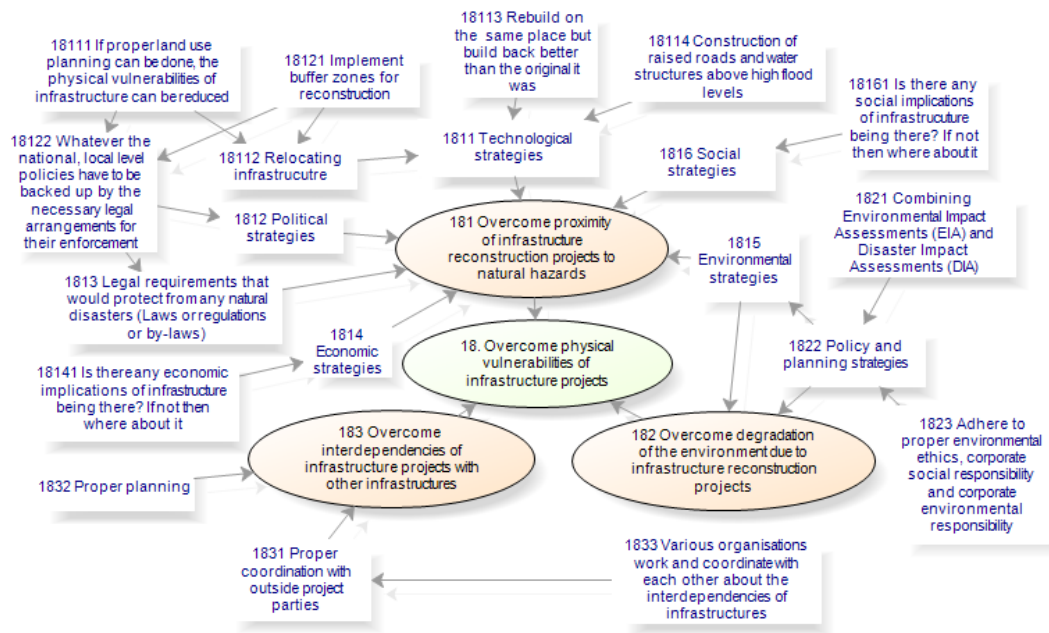 18111 If proper land use
planning can be done, the
physical vulnerabilities of
infrastructure can be reduced
18121 Implement
buffer zones for
reconstruction
18113 Rebuild on
the same place but
build back better
than the original it
was
18114 Construction of
raised roads and water
structures above high flood
levels
18161 Is there any
social implications
of infrastrucuture
being there? If not
then where about it
18122 Whatever the
national, local level
policies have to be
backed up by the
necessary legal
arrangements for
their enforcement
18112 Relocating
infrastrucutre
1811 Technological
strategies
1816 Social
strategies
1812 Political
strategies
181 Overcome proximity
of infrastructure
reconstruction projects to
natural hazards
1815
Environmental
strategies
1821 Combining
Environmental Impact
Assessments (EIA) and
Disaster Impact
Assessments (DIA)
1813 Legal requirements that
would protect from any natural
disasters (Laws or regulations
or by-laws)
1814
Economic
strategies
18. Overcome physical
vulnerabilities of
infrastructure projects
1822 Policy and
planning strategies
18141 Is there any economic
implications of infrastructure
being there? If not then
where about it
183 Overcome
interdependencies of
infrastructure projects with
other infrastructures
182 Overcome degradation
of the environment due to
infrastructure reconstruction
projects
1823 Adhere to
proper environmental
ethics, corporate
social responsibility
and corporate
environmental
responsibility
1832 Proper planning
1831 Proper
coordination with
outside project
parties
1833 Various organisations
work and coordinate with
each other about the
interdependencies of
infrastructures